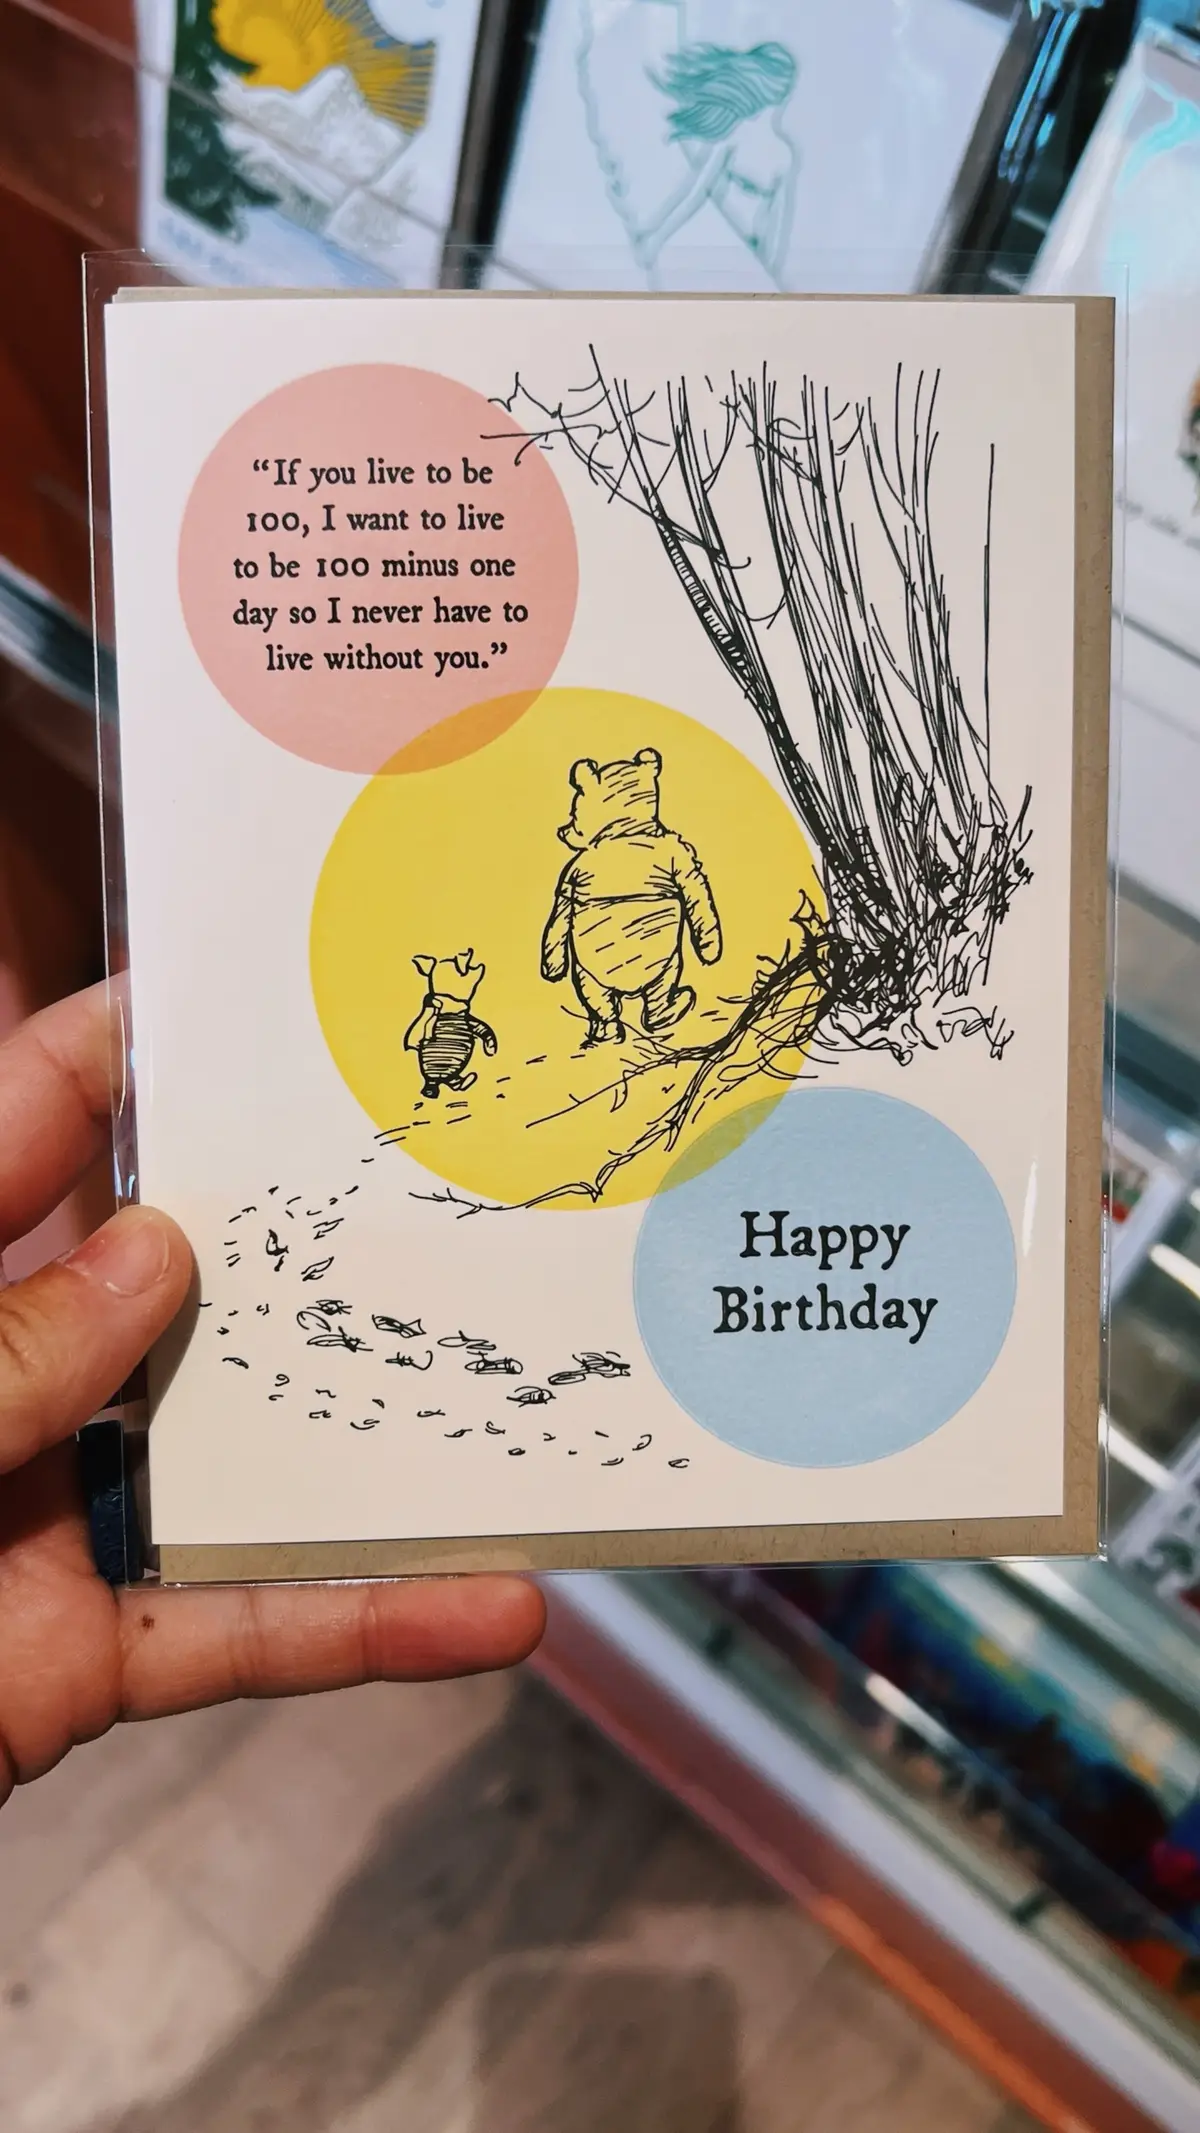 “If you live to be
100, I want to live
to be 100 minus one
day so I never have to
live without you.”
Happy
Birthday